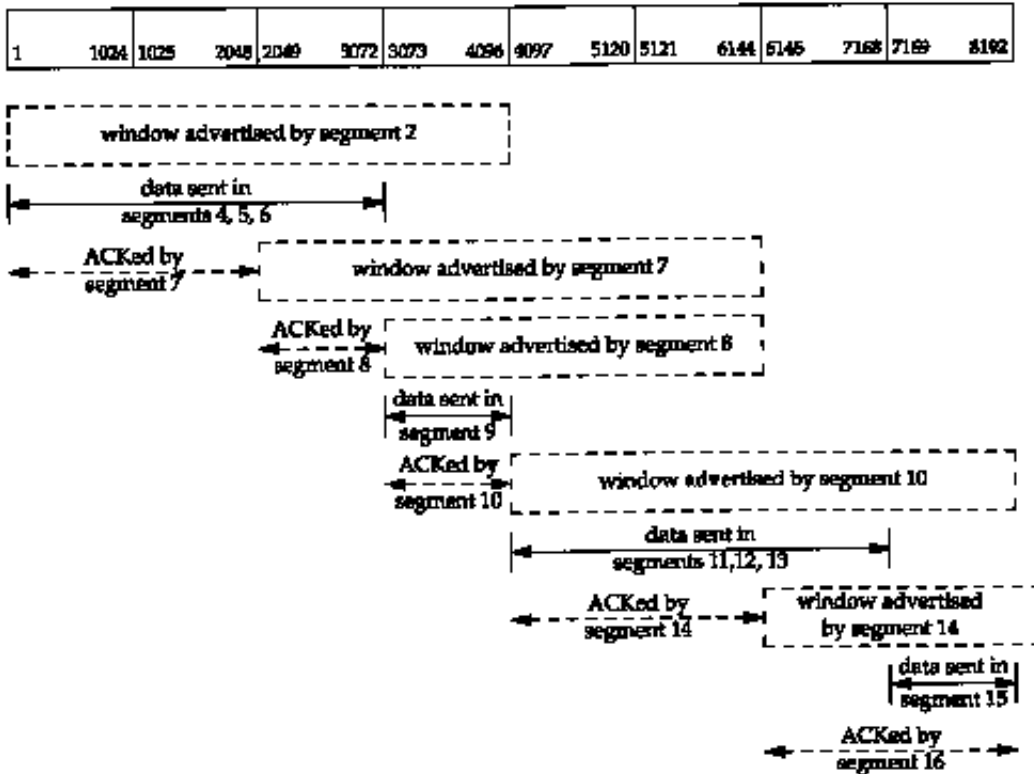 1 1024 1025 2048 2049 3072 3073 4096 4097 5120 5121 6144 6145 7168 7169 8192
window advertised by segment 2
data sent in
segments 4, 5, 6
ACKed by
segment 7
window advertised by segment 7
ACKed by
segment 8
window advertised by segment 8
data sent in
segment 9
ACKed by
segment 10
window advertised by segment 10
data sent in
segments 11,12, 13
ACKed by
segment 14
window advertised
by segment 14
data sent in
segment 15
ACKed by
segment 16